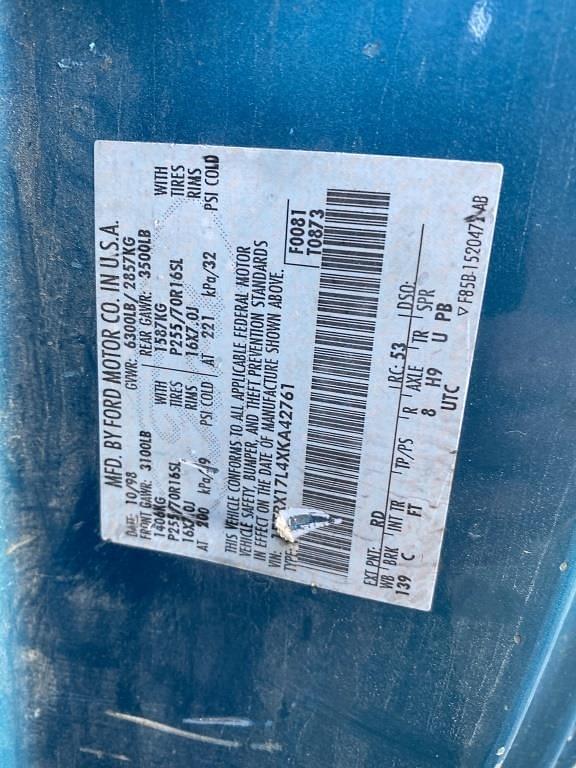 MFD. BY FORD MOTOR CO. IN U.S.A.
DATE: 10/98 GVWR: 6300LB/ 2857KG
FRONT GAWR: 3100LB REAR GAWR: 3500LB
1406KG WITH 1587KG WITH
P255/70R16SL TIRES P255/70R16SL TIRES
16X7.0J RIMS 16X7.0J RIMS
AT 200 kPa/ PSI COLD AT 221 kPa/32 PSI COLD
THIS VEHICLE CONFORMS TO ALL APPLICABLE FEDERAL MOTOR
VEHICLE SAFETY, BUMPER, AND THEFT PREVENTION STANDARDS
IN EFFECT ON THE DATE OF MANUFACTURE SHOWN ABOVE.
VIN: X17L4XKA42761 F0081
TYPE: T0873
EXT PNT: RD RC: 53 DSO:
WB BRK INT TR TP/PS R AXLE TR SPR
139 C FT 8 H9 U PB
UTC
▽ F85B-1520472-AB